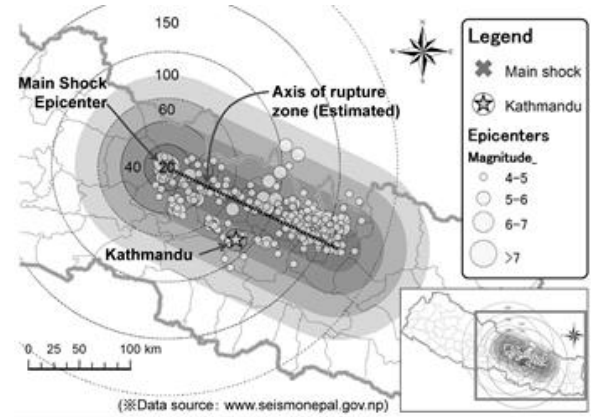 150
100
60
40
20
Main Shock
Epicenter
Axis of rupture
zone (Estimated)
Kathmandu
0 25 50 100 km
(※Data source: www.seismonepal.gov.np)
Legend
Main shock
Kathmandu
Epicenters
Magnitude_
4-5
5-6
6-7
>7